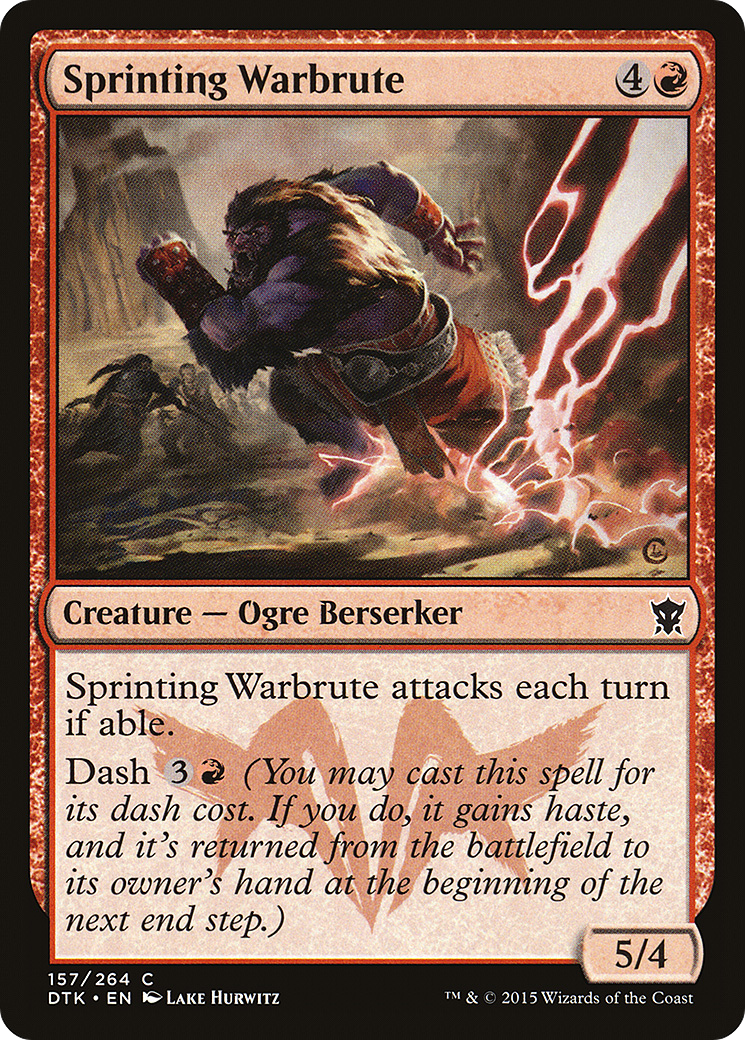 Sprinting Warbrute 4
Creature — Ogre Berserker
Sprinting Warbrute attacks each turn
if able.
Dash 3 (You may cast this spell for
its dash cost. If you do, it gains haste,
and it's returned from the battlefield to
its owner's hand at the beginning of the
next end step.)
5/4
157/264 C
DTK • EN Lake Hurwitz ™ & © 2015 Wizards of the Coast